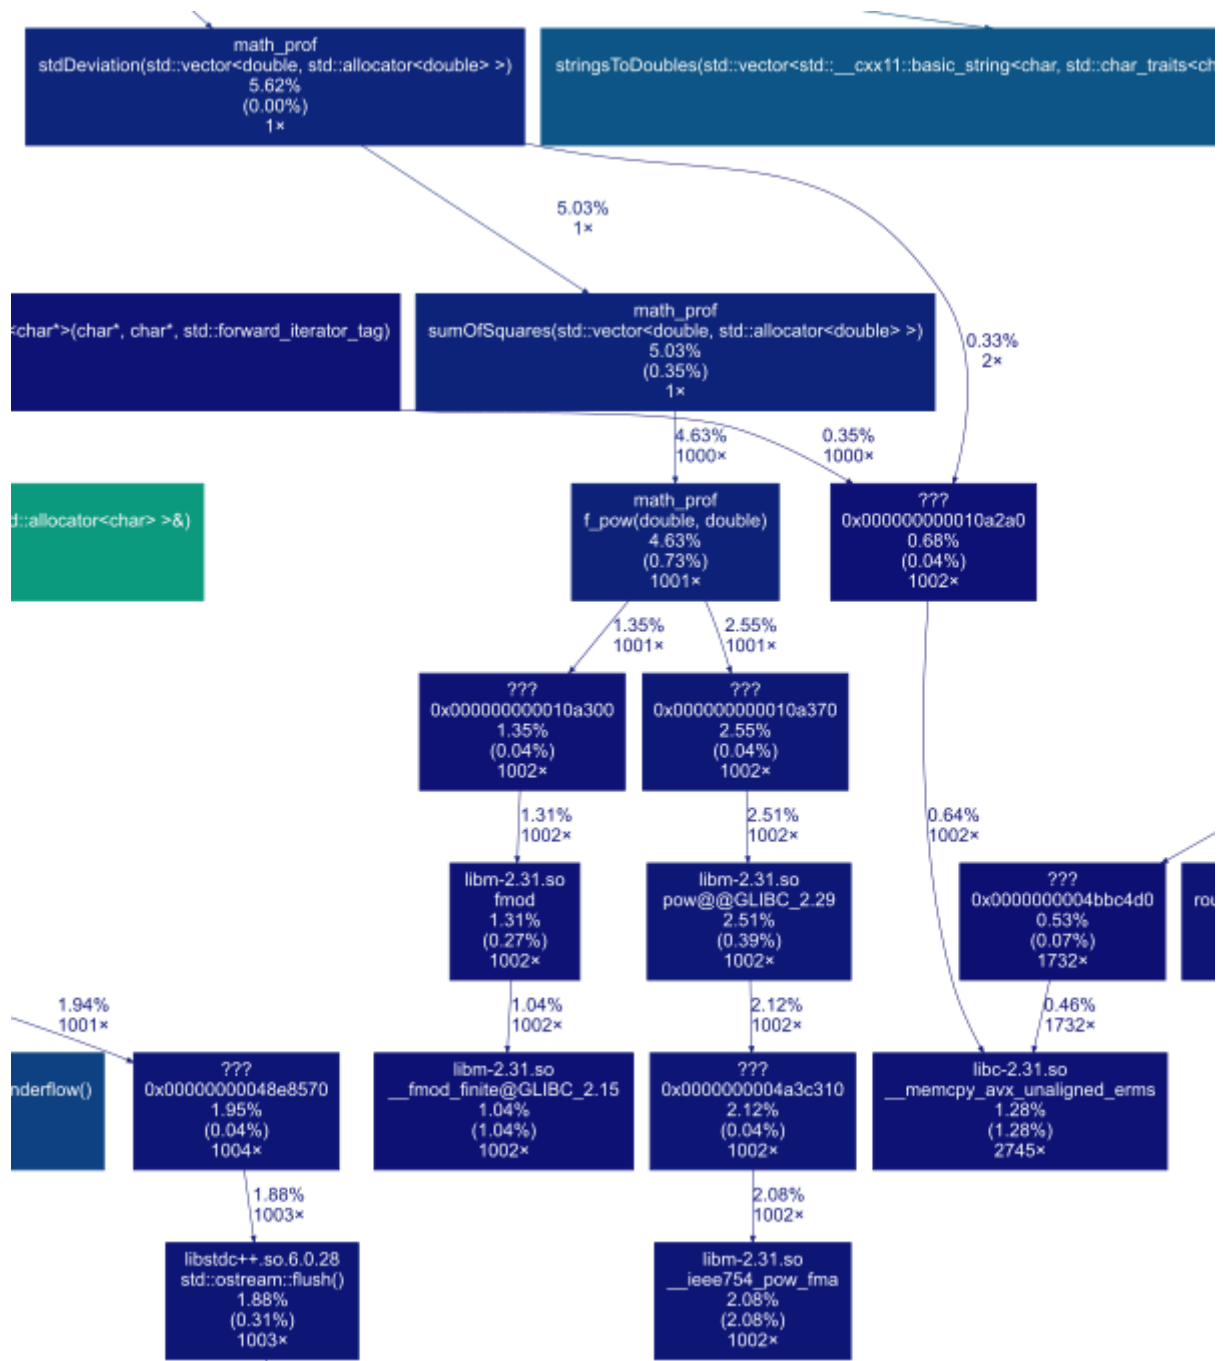 math_prof
stdDeviation(std::vector<double, std::allocator<double> >)
5.62%
(0.00%)
1×
stringsToDoubles(std::vector<std::__cxx11::basic_string<char, std::char_traits<ch
5.03%
1×
<char*>(char*, char*, std::forward_iterator_tag)
math_prof
sumOfSquares(std::vector<double, std::allocator<double> >)
5.03%
(0.35%)
1×
0.33%
2×
4.63%
1000×
0.35%
1000×
d::allocator<char> >&)
math_prof
f_pow(double, double)
4.63%
(0.73%)
1001×
???
0x000000000010a2a0
0.68%
(0.04%)
1002×
1.35%
1001×
2.55%
1001×
???
0x000000000010a300
1.35%
(0.04%)
1002×
???
0x000000000010a370
2.55%
(0.04%)
1002×
1.31%
1002×
2.51%
1002×
0.64%
1002×
libm-2.31.so
fmod
1.31%
(0.27%)
1002×
libm-2.31.so
pow@@GLIBC_2.29
2.51%
(0.39%)
1002×
???
0x0000000004bbc4d0
0.53%
(0.07%)
1732×
rou
1.94%
1001×
1.04%
1002×
2.12%
1002×
0.46%
1732×
nderflow()
???
0x00000000048e8570
1.95%
(0.04%)
1004×
libm-2.31.so
__fmod_finite@GLIBC_2.15
1.04%
(1.04%)
1002×
???
0x0000000004a3c310
2.12%
(0.04%)
1002×
libc-2.31.so
__memcpy_avx_unaligned_erms
1.28%
(1.28%)
2745×
1.88%
1003×
2.08%
1002×
libstdc++.so.6.0.28
std::ostream::flush()
1.88%
(0.31%)
1003×
libm-2.31.so
__ieee754_pow_fma
2.08%
(2.08%)
1002×